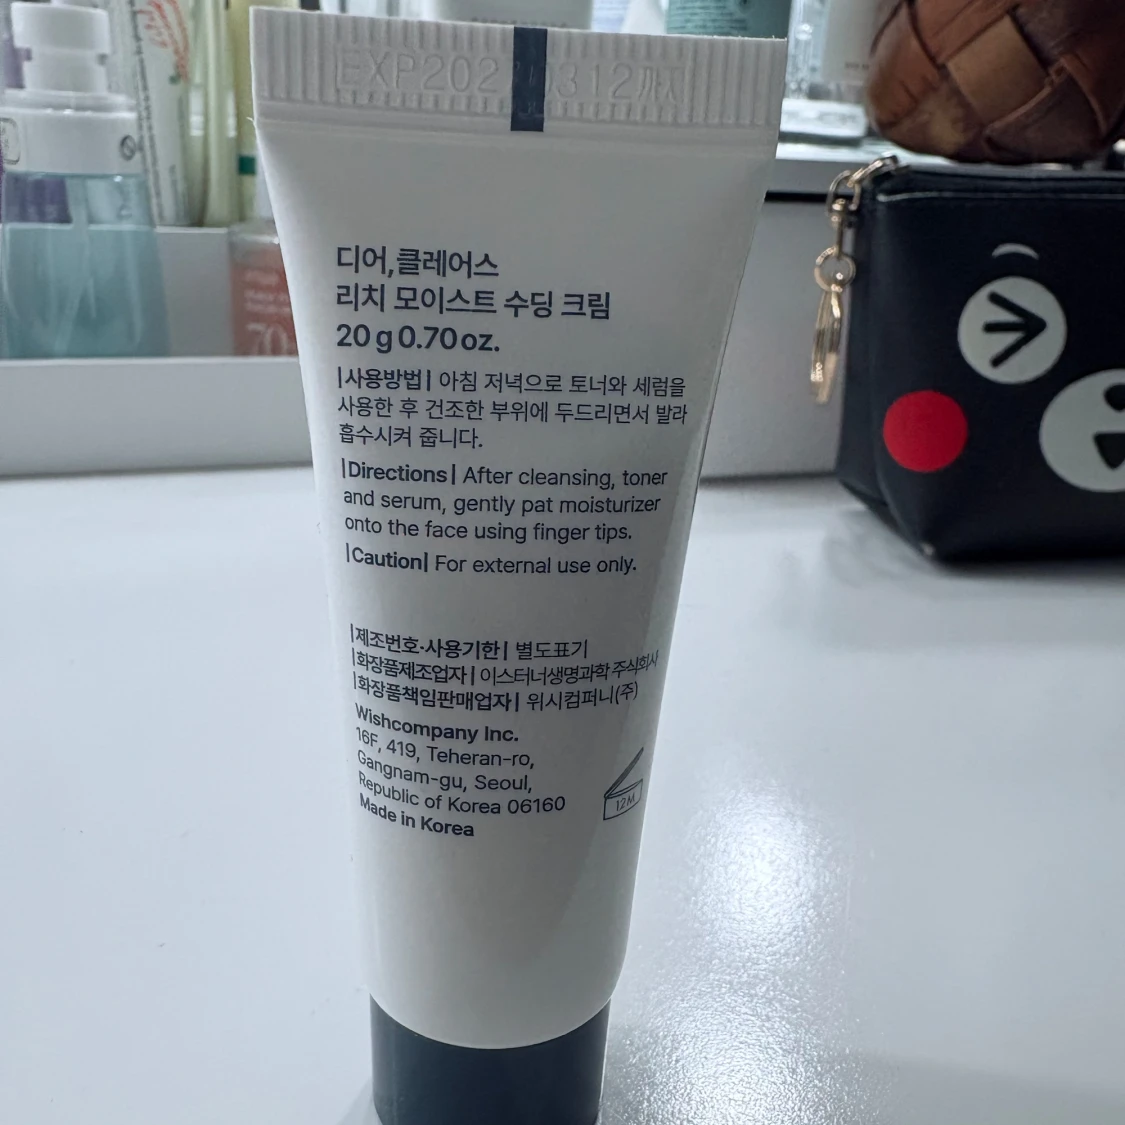 디어,클레어스
리치 모이스트 수딩 크림
20 g 0.70 oz.
|사용방법| 아침 저녁으로 토너와 세럼을
사용한 후 건조한 부위에 두드리면서 발라
흡수시켜 줍니다.
|Directions| After cleansing, toner
and serum, gently pat moisturizer
onto the face using finger tips.
|Caution| For external use only.
|제조번호·사용기한| 별도표기
|화장품제조업자| 이스터너생명과학 주식회사
|화장품책임판매업자| 위시컴퍼니(주)
Wishcompany Inc.
16F, 419, Teheran-ro,
Gangnam-gu, Seoul,
Republic of Korea 06160
Made in Korea
12M